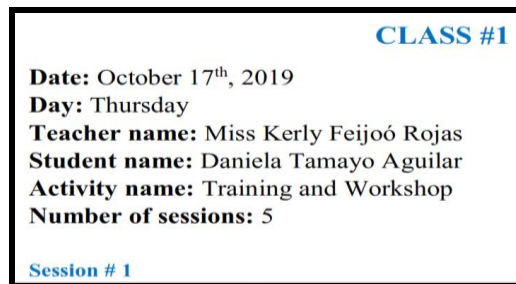 CLASS #1
Date: October 17th, 2019
Day: Thursday
Teacher name: Miss Kerly Feijoó Rojas
Student name: Daniela Tamayo Aguilar
Activity name: Training and Workshop
Number of sessions: 5
Session # 1